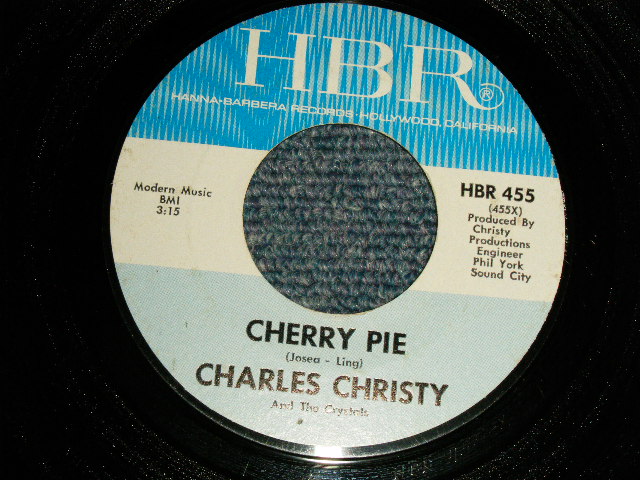 HBR®
HANNA-BARBERA RECORDS · HOLLYWOOD, CALIFORNIA
Modern Music
BMI
3:15
HBR 455
(455X)
Produced By
Christy
Productions
Engineer
Phil York
Sound City
CHERRY PIE
(Josea - Ling)
CHARLES CHRISTY
And The Crystals